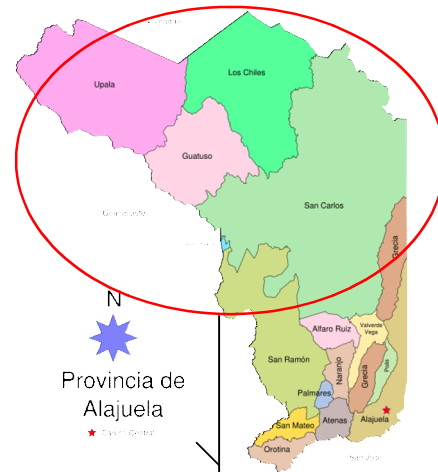 Los Chiles
Upala
Guatuso
San Carlos
Grecia
N
Alfaro Ruiz
Valverde
Vega
San Ramón
Naranjo
Grecia
Poás
Provincia de
Alajuela
Palmares
San Mateo
Atenas
Alajuela
Orotina